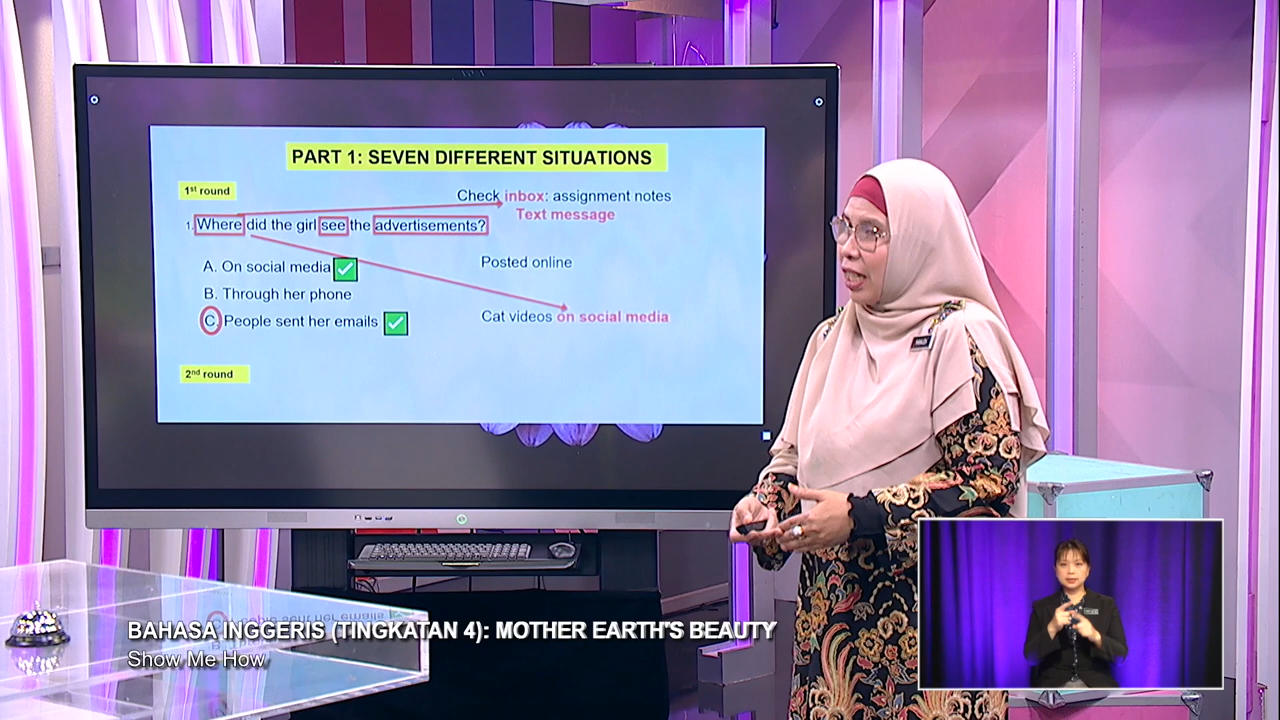 PART 1: SEVEN DIFFERENT SITUATIONS
1st round
Check inbox: assignment notes
Text message
1. Where did the girl see the advertisements?
A. On social media
Posted online
B. Through her phone
C. People sent her emails
Cat videos on social media
2nd round
BAHASA INGGERIS (TINGKATAN 4): MOTHER EARTH'S BEAUTY
Show Me How